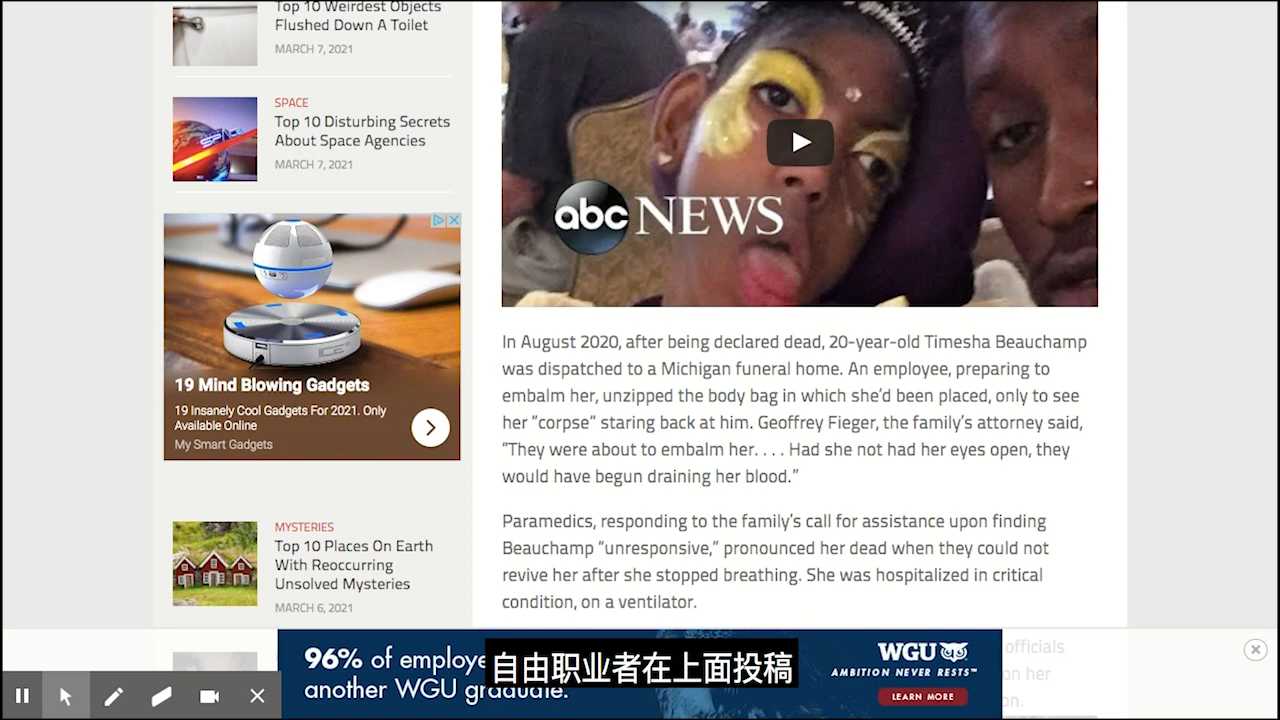 Top 10 Weirdest Objects
Flushed Down A Toilet
MARCH 7, 2021
SPACE
Top 10 Disturbing Secrets
About Space Agencies
MARCH 7, 2021
19 Mind Blowing Gadgets
19 Insanely Cool Gadgets For 2021. Only
Available Online
My Smart Gadgets
MYSTERIES
Top 10 Places On Earth
With Reoccurring
Unsolved Mysteries
MARCH 6, 2021
abc NEWS
In August 2020, after being declared dead, 20-year-old Timesha Beauchamp
was dispatched to a Michigan funeral home. An employee, preparing to
embalm her, unzipped the body bag in which she’d been placed, only to see
her “corpse” staring back at him. Geoffrey Fieger, the family’s attorney said,
“They were about to embalm her. . . . Had she not had her eyes open, they
would have begun draining her blood.”
Paramedics, responding to the family’s call for assistance upon finding
Beauchamp “unresponsive,” pronounced her dead when they could not
revive her after she stopped breathing. She was hospitalized in critical
condition, on a ventilator.
officials
on her
96% of
another WGU graduate.
WGU
AMBITION NEVER RESTS™
LEARN MORE
自由职业者在上面投稿